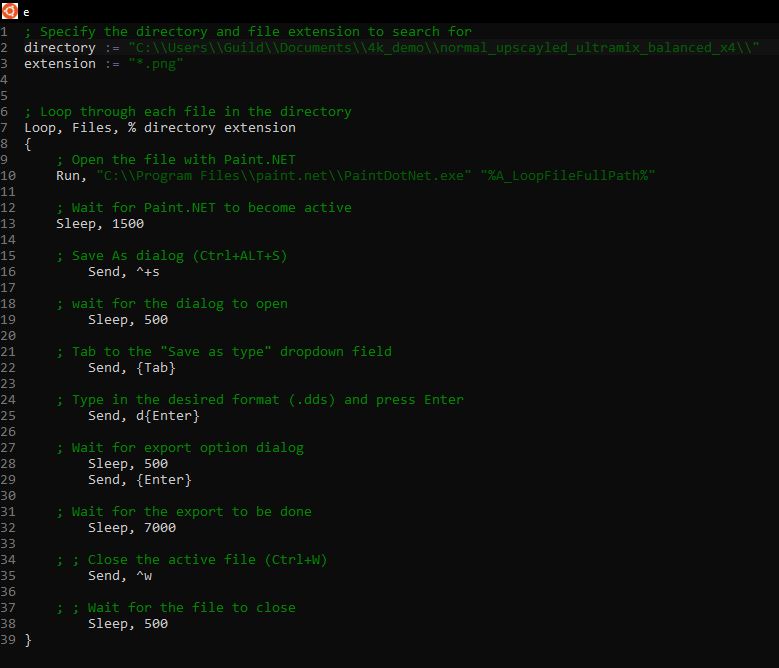 e
1 ; Specify the directory and file extension to search for
2 directory := "C:\\Users\\Guild\\Documents\\4k_demo\\normal_upscayled_ultramix_balanced_x4\\"
3 extension := "*.png"
4
5
6 ; Loop through each file in the directory
7 Loop, Files, % directory extension
8 {
9     ; Open the file with Paint.NET
10     Run, "C:\\Program Files\\paint.net\\PaintDotNet.exe" "%A_LoopFileFullPath%"
11
12     ; Wait for Paint.NET to become active
13     Sleep, 1500
14
15     ; Save As dialog (Ctrl+ALT+S)
16         Send, ^+s
17
18     ; wait for the dialog to open
19         Sleep, 500
20
21     ; Tab to the "Save as type" dropdown field
22         Send, {Tab}
23
24     ; Type in the desired format (.dds) and press Enter
25         Send, d{Enter}
26
27     ; Wait for export option dialog
28         Sleep, 500
29         Send, {Enter}
30
31     ; Wait for the export to be done
32         Sleep, 7000
33
34     ; ; Close the active file (Ctrl+W)
35         Send, ^w
36
37     ; ; Wait for the file to close
38         Sleep, 500
39 }